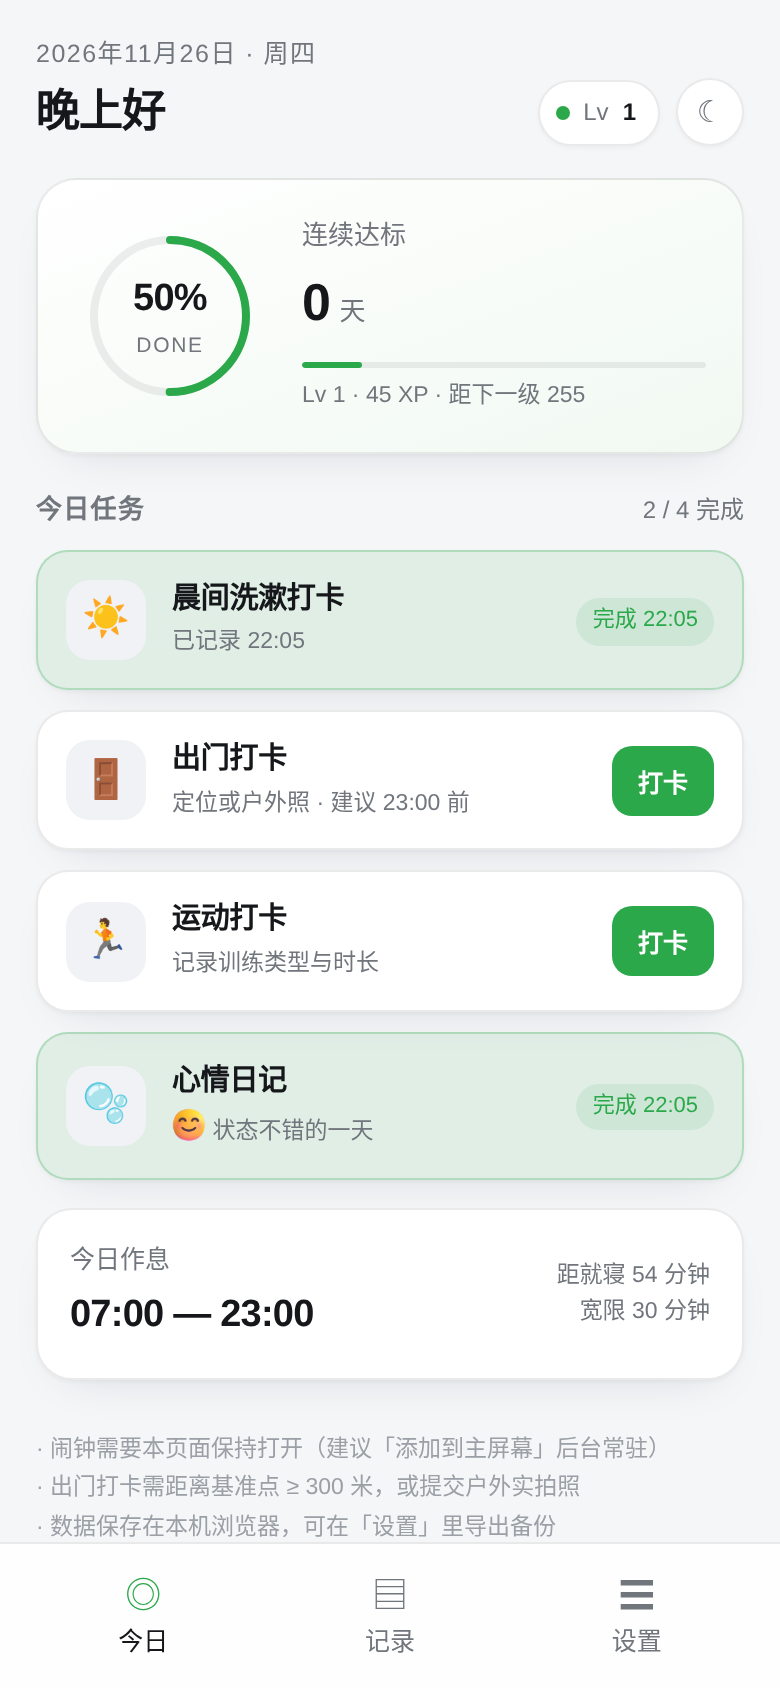 2026年11月26日 · 周四
晚上好
Lv 1
50%
DONE
连续达标
0 天
Lv 1 · 45 XP · 距下一级 255
今日任务
2 / 4 完成
晨间洗漱打卡
已记录 22:05
完成 22:05
出门打卡
定位或户外照 · 建议 23:00 前
打卡
运动打卡
记录训练类型与时长
打卡
心情日记
😊 状态不错的一天
完成 22:05
今日作息
07:00 — 23:00
距就寝 54 分钟
宽限 30 分钟
· 闹钟需要本页面保持打开（建议「添加到主屏幕」后台常驻）
· 出门打卡需距离基准点 ≥ 300 米，或提交户外实拍照
· 数据保存在本机浏览器，可在「设置」里导出备份
今日
记录
设置